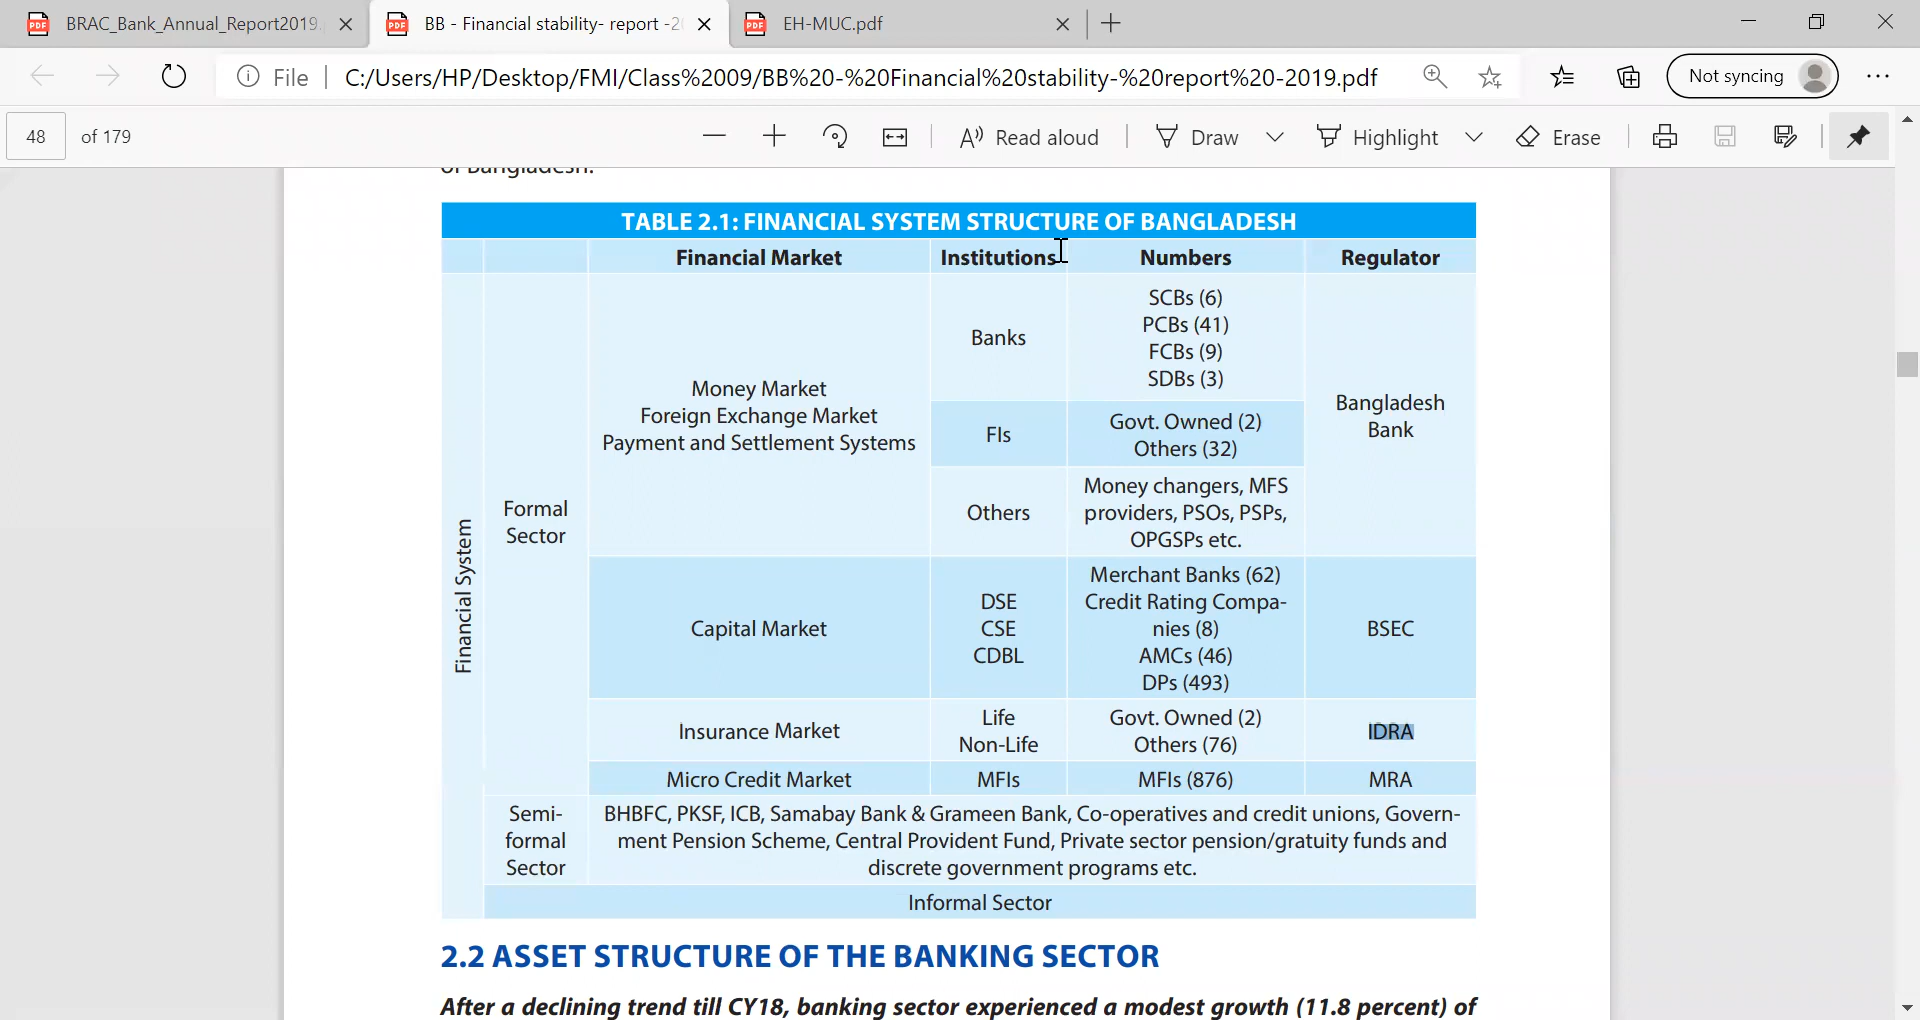 BRAC_Bank_Annual_Report2019.
BB - Financial stability- report -20
EH-MUC.pdf
File
C:/Users/HP/Desktop/FMI/Class%2009/BB%20-%20Financial%20stability-%20report%20-2019.pdf
Not syncing
48 of 179
Read aloud
Draw
Highlight
Erase
of Bangladesh.
TABLE 2.1: FINANCIAL SYSTEM STRUCTURE OF BANGLADESH
Financial Market
Institutions
Numbers
Regulator
Financial System
Formal
Sector
Money Market
Foreign Exchange Market
Payment and Settlement Systems
Banks
SCBs (6)
PCBs (41)
FCBs (9)
SDBs (3)
Bangladesh
Bank
FIs
Govt. Owned (2)
Others (32)
Others
Money changers, MFS
providers, PSOs, PSPs,
OPGSPs etc.
Capital Market
DSE
CSE
CDBL
Merchant Banks (62)
Credit Rating Compa-
nies (8)
AMCs (46)
DPs (493)
BSEC
Insurance Market
Life
Non-Life
Govt. Owned (2)
Others (76)
IDRA
Micro Credit Market
MFIs
MFIs (876)
MRA
Semi-
formal
Sector
BHBFC, PKSF, ICB, Samabay Bank & Grameen Bank, Co-operatives and credit unions, Govern-
ment Pension Scheme, Central Provident Fund, Private sector pension/gratuity funds and
discrete government programs etc.
Informal Sector
2.2 ASSET STRUCTURE OF THE BANKING SECTOR
After a declining trend till CY18, banking sector experienced a modest growth (11.8 percent) of